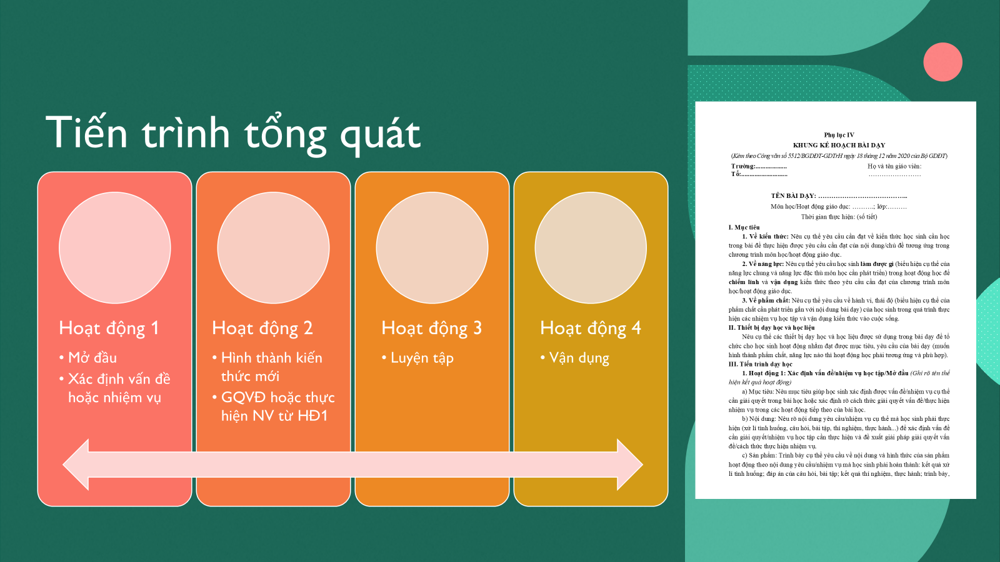 Tiến trình tổng quát
Hoạt động 1
• Mở đầu
• Xác định vấn đề
hoặc nhiệm vụ
Hoạt động 2
• Hình thành kiến
thức mới
• GQVĐ hoặc thực
hiện NV từ HĐ1
Hoạt động 3
• Luyện tập
Hoạt động 4
• Vận dụng
Phụ lục IV
KHUNG KẾ HOẠCH BÀI DẠY
(Kèm theo Công văn số 5512/BGDĐT-GDTrH ngày 18 tháng 12 năm 2020 của Bộ GDĐT)
Trường:...................
Họ và tên giáo viên:
Tổ:............................
……………………
TÊN BÀI DẠY: …………………………………..
Môn học/Hoạt động giáo dục: ……….; lớp:………
Thời gian thực hiện: (số tiết)
I. Mục tiêu
1. Về kiến thức: Nêu cụ thể yêu cầu cần đạt về kiến thức học sinh cần học
trong bài để thực hiện được yêu cầu cần đạt của nội dung/chủ đề tương ứng trong
chương trình môn học/hoạt động giáo dục.
2. Về năng lực: Nêu cụ thể yêu cầu học sinh làm được gì (biểu hiện cụ thể của
năng lực chung và năng lực đặc thù môn học cần phát triển) trong hoạt động học để
chiếm lĩnh và vận dụng kiến thức theo yêu cầu cần đạt của chương trình môn
học/hoạt động giáo dục.
3. Về phẩm chất: Nêu cụ thể yêu cầu về hành vi, thái độ (biểu hiện cụ thể của
phẩm chất cần phát triển gắn với nội dung bài dạy) của học sinh trong quá trình thực
hiện các nhiệm vụ học tập và vận dụng kiến thức vào cuộc sống.
II. Thiết bị dạy học và học liệu
Nêu cụ thể các thiết bị dạy học và học liệu được sử dụng trong bài dạy để tổ
chức cho học sinh hoạt động nhằm đạt được mục tiêu, yêu cầu của bài dạy (muốn
hình thành phẩm chất, năng lực nào thì hoạt động học phải tương ứng và phù hợp).
III. Tiến trình dạy học
1. Hoạt động 1: Xác định vấn đề/nhiệm vụ học tập/Mở đầu (Ghi rõ tên thể
hiện kết quả hoạt động)
a) Mục tiêu: Nêu mục tiêu giúp học sinh xác định được vấn đề/nhiệm vụ cụ thể
cần giải quyết trong bài học hoặc xác định rõ cách thức giải quyết vấn đề/thực hiện
nhiệm vụ trong các hoạt động tiếp theo của bài học.
b) Nội dung: Nêu rõ nội dung yêu cầu/nhiệm vụ cụ thể mà học sinh phải thực
hiện (xử lí tình huống, câu hỏi, bài tập, thí nghiệm, thực hành...) để xác định vấn đề
cần giải quyết/nhiệm vụ học tập cần thực hiện và đề xuất giải pháp giải quyết vấn
đề/cách thức thực hiện nhiệm vụ.
c) Sản phẩm: Trình bày cụ thể yêu cầu về nội dung và hình thức của sản phẩm
hoạt động theo nội dung yêu cầu/nhiệm vụ mà học sinh phải hoàn thành: kết quả xử
lí tình huống; đáp án của câu hỏi, bài tập; kết quả thí nghiệm, thực hành; trình bày,